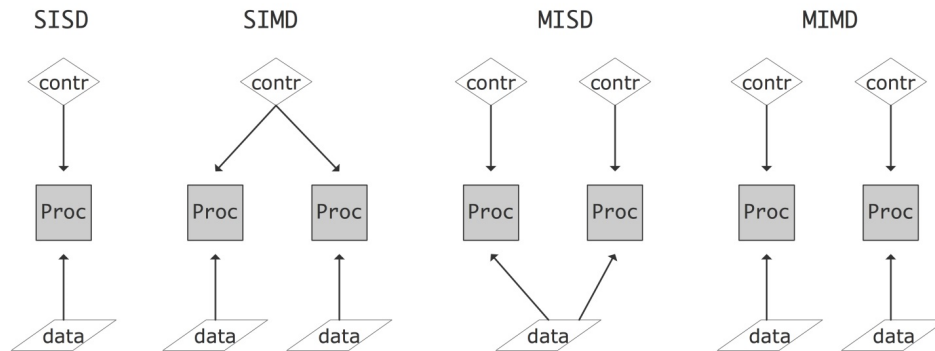 SISD SIMD MISD MIMD
contr contr contr contr contr contr
Proc Proc Proc Proc Proc Proc Proc
data data data data data data